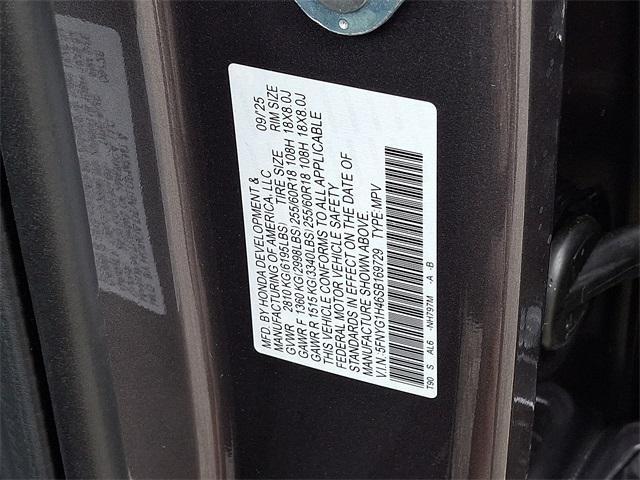 MFD. BY HONDA DEVELOPMENT &
MANUFACTURING OF AMERICA, LLC 09/25
GVWR 2810 KG(6195LBS) TIRE SIZE RIM SIZE
GAWR F 1360 KG(2998LBS)255/60R18 108H 18X8.0J
GAWR R 1515 KG(3340LBS)255/60R18 108H 18X8.0J
THIS VEHICLE CONFORMS TO ALL APPLICABLE
FEDERAL MOTOR VEHICLE SAFETY
STANDARDS IN EFFECT ON THE DATE OF
MANUFACTURE SHOWN ABOVE.
V.I.N. 5FNYG1H46SB169729 TYPE:MPV
T90 S AL6 -NH797M -A -B